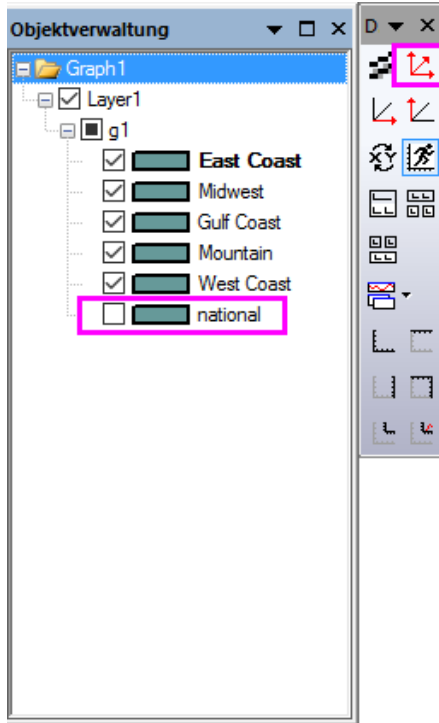 Objektverwaltung
D
Graph1
Layer1
g1
East Coast
Midwest
Gulf Coast
Mountain
West Coast
national